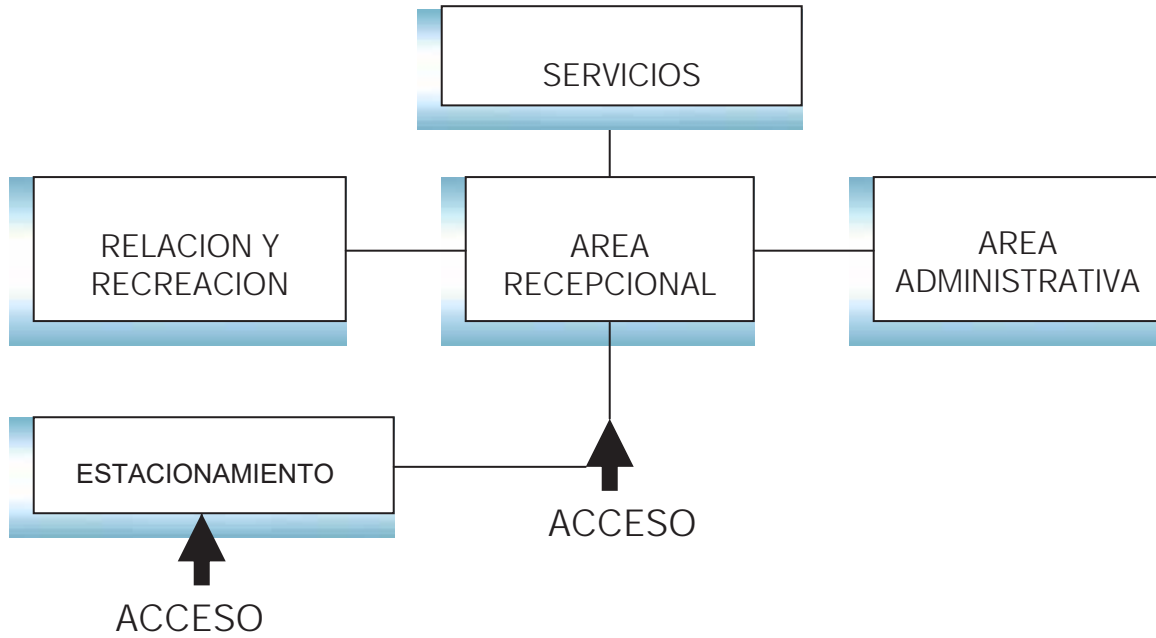 SERVICIOS
RELACION Y
RECREACION
AREA
RECEPCIONAL
AREA
ADMINISTRATIVA
ESTACIONAMIENTO
ACCESO
ACCESO